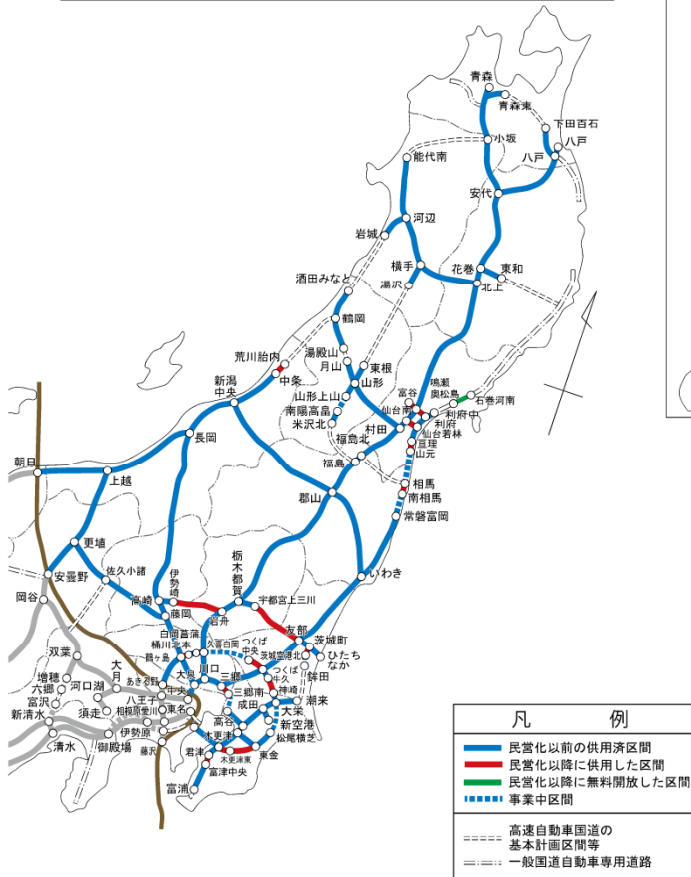 青森
青森東
下田百石
八戸
八戸
小坂
能代南
安代
河辺
岩城
横手
花巻
東和
北上
湯沢
酒田みなと
鶴岡
湯殿山
月山
東根
山形
荒川胎内
中条
新潟
中央
山形上山
南陽高畠
米沢北
富谷
鳴瀬
奥松島
石巻河南
仙台南
利府中
利府
仙台若林
村田
亘理
山元
福島北
福島
長岡
朝日
上越
相馬
南相馬
郡山
常磐富岡
更埴
佐久小諸
安曇野
岡谷
伊勢崎
栃木都賀
いわき
高崎
藤岡
岩舟
宇都宮上三川
友部
茨城町
白岡菖蒲
桶川北本
久喜白岡
つくば
中央
茨城空港北
ひたち
なか
鶴ヶ島
川口
つくば
牛久
鉾田
双葉
大月
あきる野
大泉
三郷
三郷南
神崎
潮来
増穂
六郷
河口湖
八王子
中央
成田
大栄
富沢
須走
相模原愛川
東名
高谷
新空港
新清水
伊勢原
木更津
松尾横芝
清水
御殿場
藤沢
君津
木更津東
東金
富津中央
富浦
凡 例
民営化以前の供用済区間
民営化以降に供用した区間
民営化以降に無料開放した区間
事業中区間
高速自動車国道の
基本計画区間等
一般国道自動車専用道路